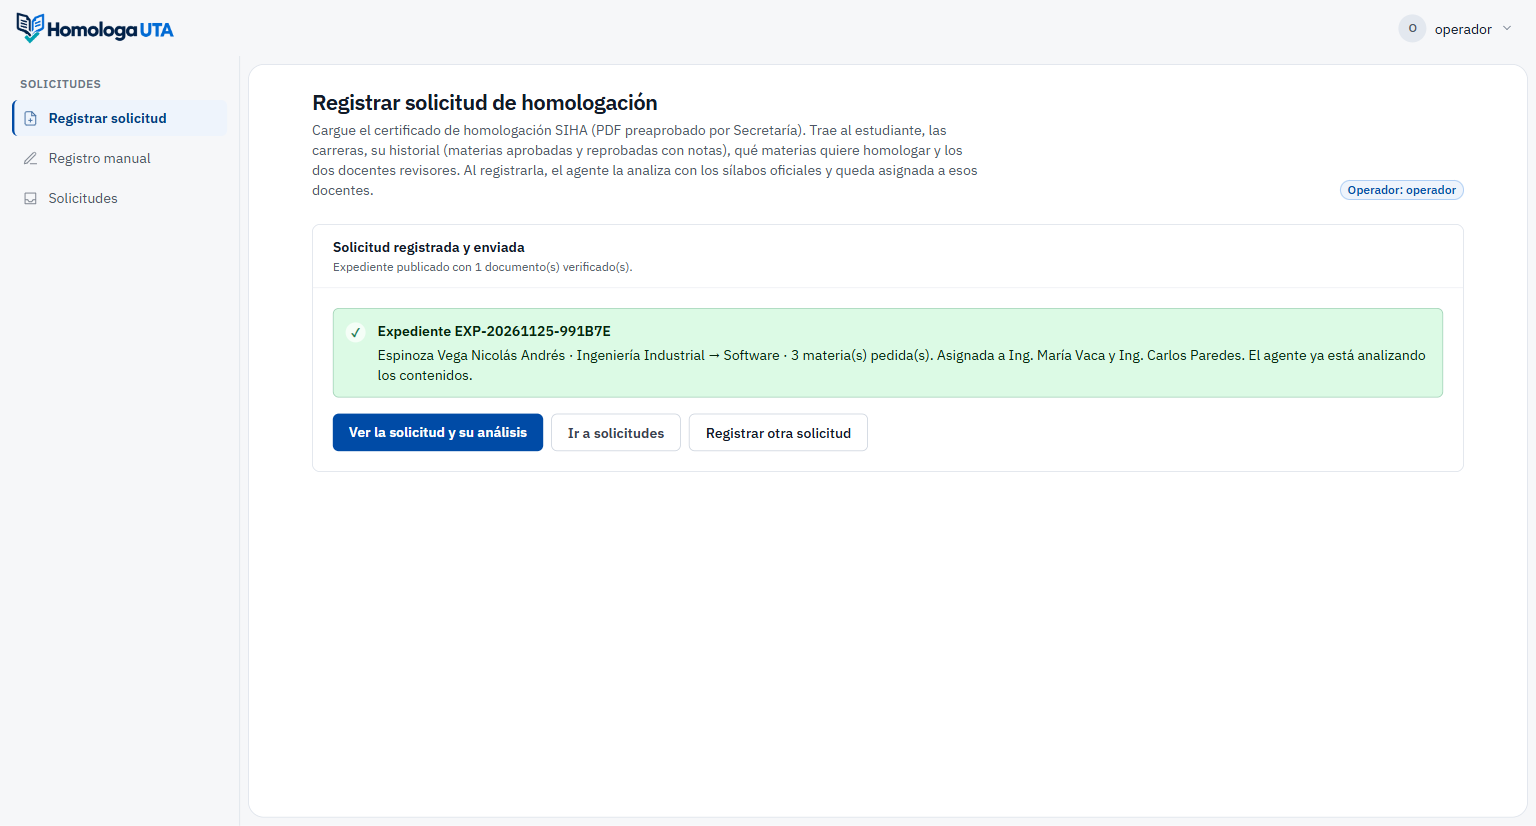 Homologa UTA
O operador
SOLICITUDES
Registrar solicitud
Registro manual
Solicitudes
Registrar solicitud de homologación
Cargue el certificado de homologación SIHA (PDF preaprobado por Secretaría). Trae al estudiante, las
carreras, su historial (materias aprobadas y reprobadas con notas), qué materias quiere homologar y los
dos docentes revisores. Al registrarla, el agente la analiza con los sílabos oficiales y queda asignada a esos
docentes.
Operador: operador
Solicitud registrada y enviada
Expediente publicado con 1 documento(s) verificado(s).
Expediente EXP-20261125-991B7E
Espinoza Vega Nicolás Andrés · Ingeniería Industrial → Software · 3 materia(s) pedida(s). Asignada a Ing. María Vaca y Ing. Carlos Paredes. El agente ya está analizando
los contenidos.
Ver la solicitud y su análisis
Ir a solicitudes
Registrar otra solicitud